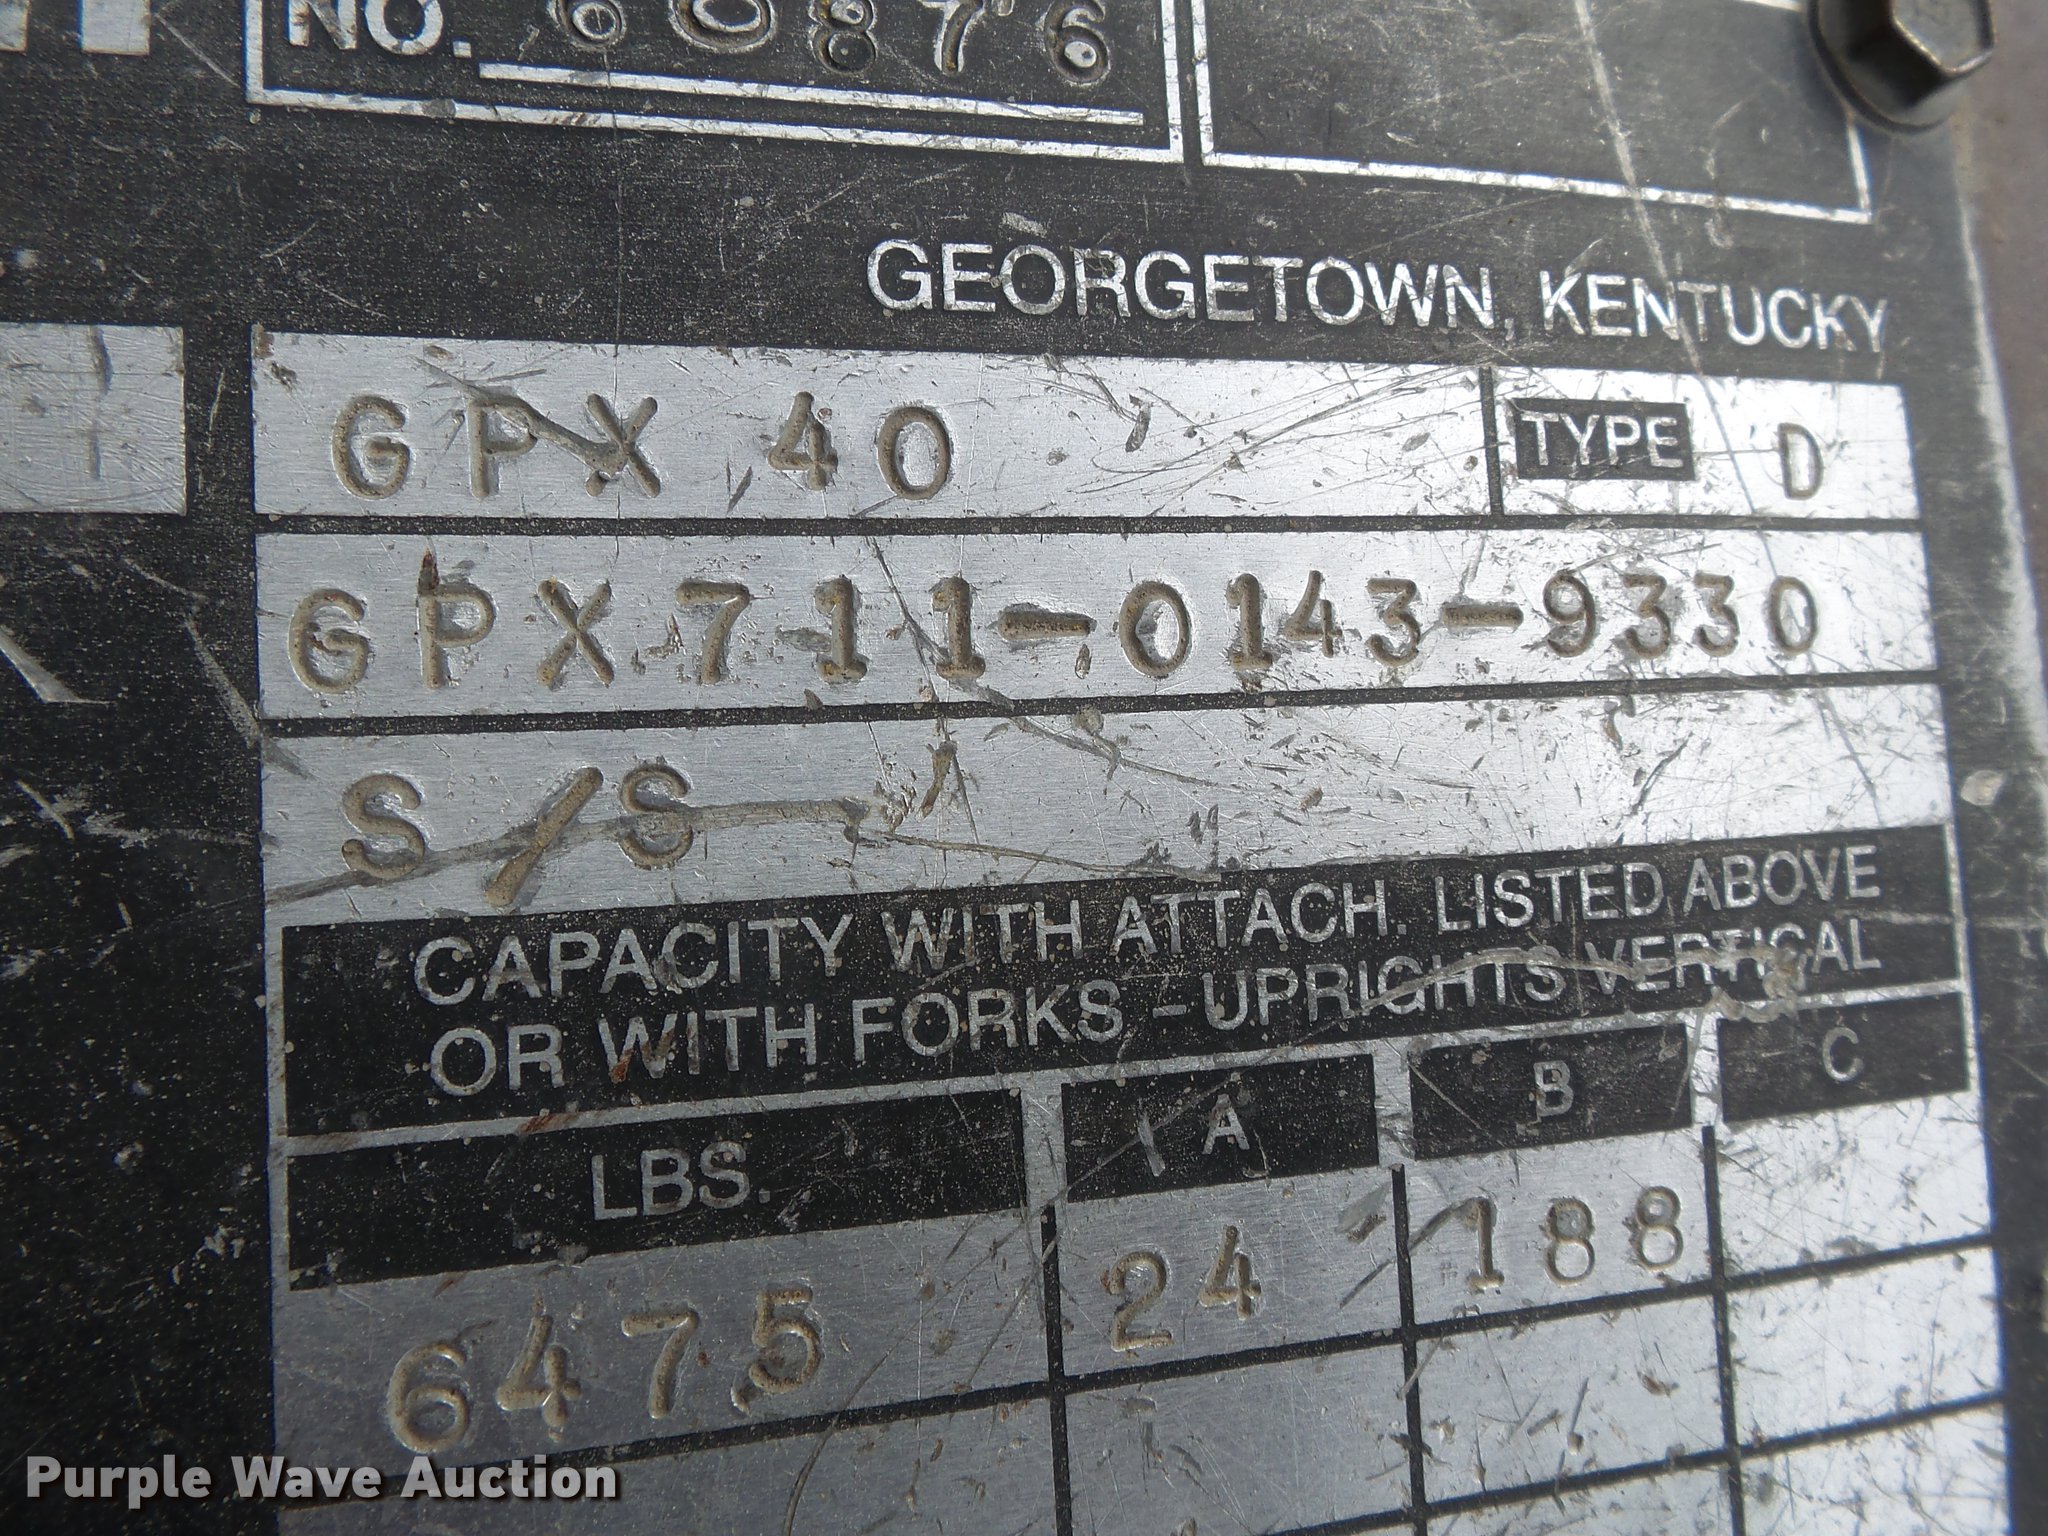 NO. 60876
GEORGETOWN, KENTUCKY
GPX 40 TYPE D
GPX711-0143-9330
S/S
CAPACITY WITH ATTACH. LISTED ABOVE
OR WITH FORKS - UPRIGHTS VERTICAL
LBS. A B C
6475 24 188
Purple Wave Auction